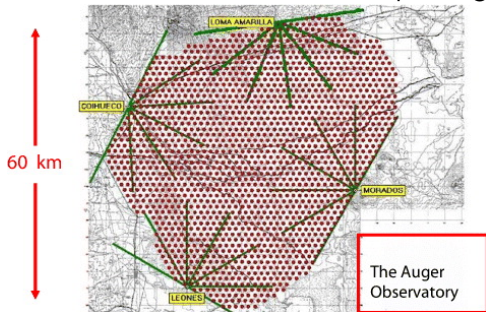 LOMA AMARILLA
COIHUECO
60 km
MORADOS
The Auger
Observatory
LEONES